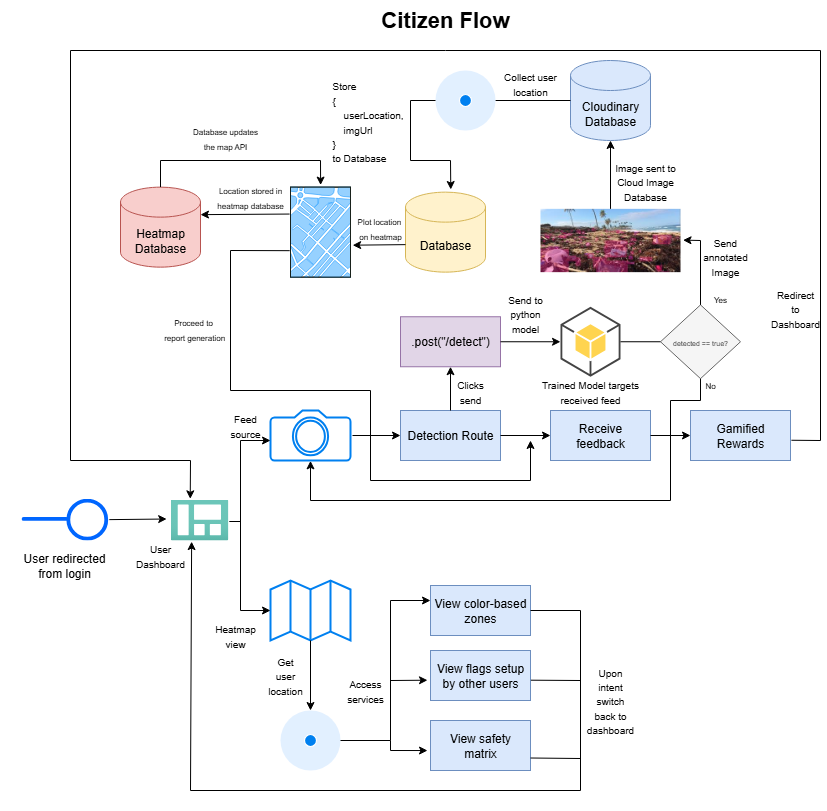 Citizen Flow
Store
{
userLocation,
imgUrl
}
to Database
Collect user
location
Cloudinary
Database
Database updates
the map API
Image sent to
Cloud Image
Database
Location stored in
heatmap database
Heatmap
Database
Plot location
on heatmap
Database
Send
annotated
Image
Yes
Redirect
to
Dashboard
Proceed to
report generation
Send to
python
model
.post("/detect")
detected == true?
Trained Model targets
received feed
No
Clicks
send
Feed
source
Detection Route
Receive
feedback
Gamified
Rewards
User redirected
from login
User
Dashboard
Heatmap
view
Get
user
location
Access
services
View color-based
zones
View flags setup
by other users
View safety
matrix
Upon
intent
switch
back to
dashboard